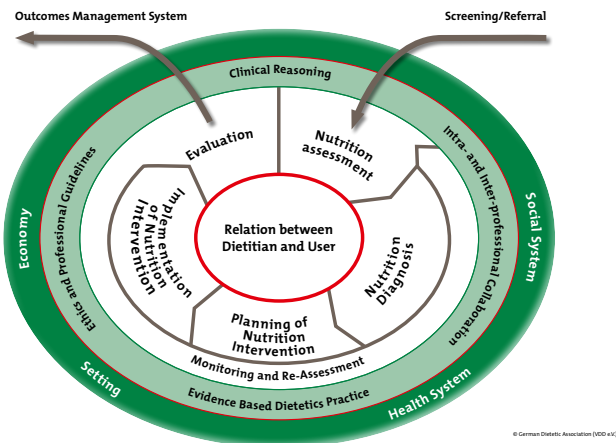 Outcomes Management System
Screening/Referral
Clinical Reasoning
Intra- and Inter-professional Collaboration
Evidence Based Dietetics Practice
Ethics and Professional Guidelines
Economy
Social System
Setting
Health System
Evaluation
Nutrition
assessment
Nutrition
Diagnosis
Planning of
Nutrition
Intervention
Implementation
of Nutrition
Intervention
Relation between
Dietitian and User
Monitoring and Re-Assessment
© German Dietetic Association (VDD e.V.)